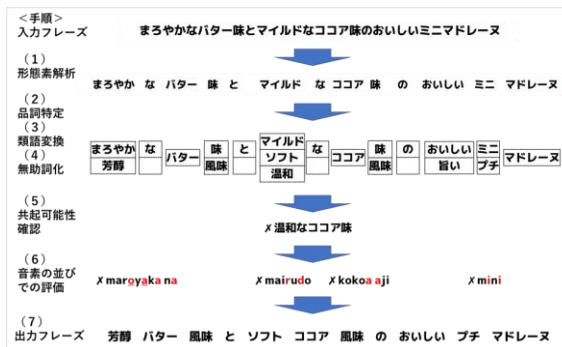 <手順>
入力フレーズ
まろやかなバター味とマイルドなココア味のおいしいミニマドレーヌ
(1)
形態素解析
まろやか な バター 味 と マイルド な ココア 味 の おいしい ミニ マドレーヌ
(2)
品詞特定
(3)
類語変換
(4)
無助詞化
まろやか な バター 味 と マイルド な ココア 味 の おいしい ミニ マドレーヌ
芳醇 風味 ソフト 風味 旨い プチ
温和
(5)
共起可能性
確認
✗温和なココア味
(6)
音素の並び
での評価
✗maroyaka na ✗mairudo ✗kokoa aji ✗mini
(7)
出力フレーズ
芳醇 バター 風味 と ソフト ココア 風味 の おいしい プチ マドレーヌ